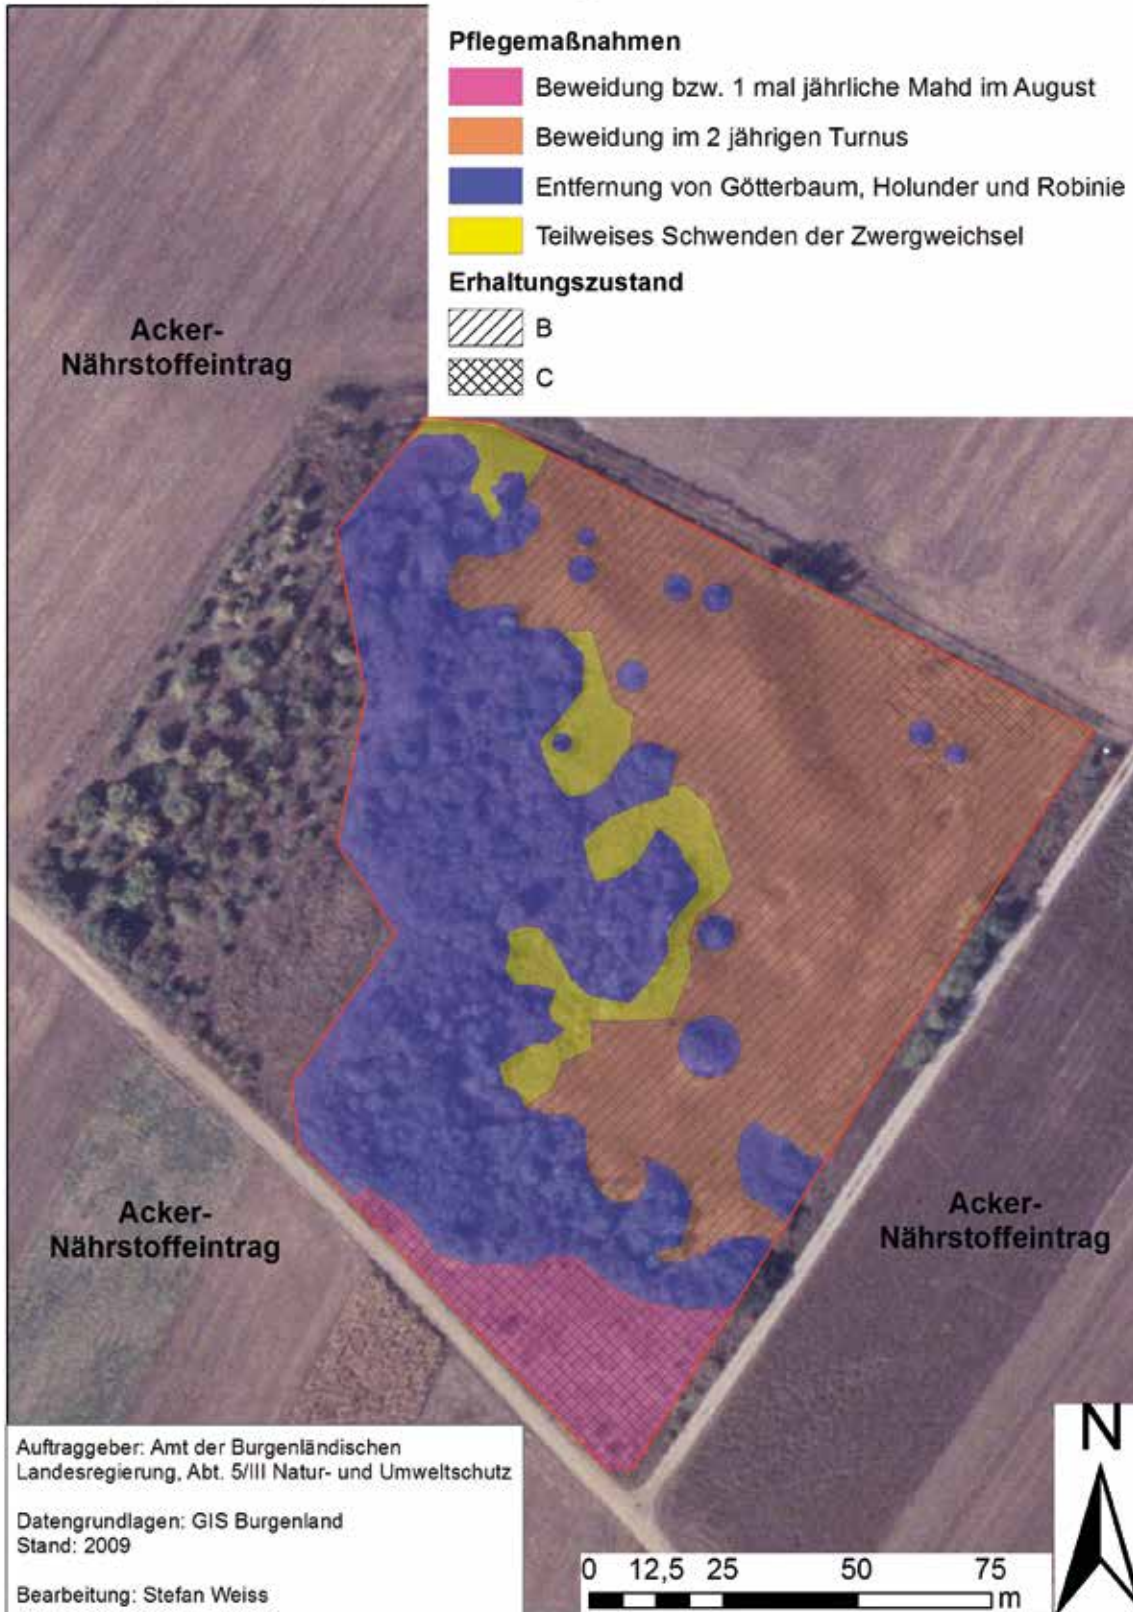 Pflegemaßnahmen
Beweidung bzw. 1 mal jährliche Mahd im August
Beweidung im 2 jährigen Turnus
Entfernung von Götterbaum, Holunder und Robinie
Teilweises Schwenden der Zwergweichsel
Erhaltungszustand
B
C
Acker-
Nährstoffeintrag
Acker-
Nährstoffeintrag
Acker-
Nährstoffeintrag
Auftraggeber: Amt der Burgenländischen
Landesregierung, Abt. 5/III Natur- und Umweltschutz
Datengrundlagen: GIS Burgenland
Stand: 2009
Bearbeitung: Stefan Weiss
0 12,5 25 50 75
m
N